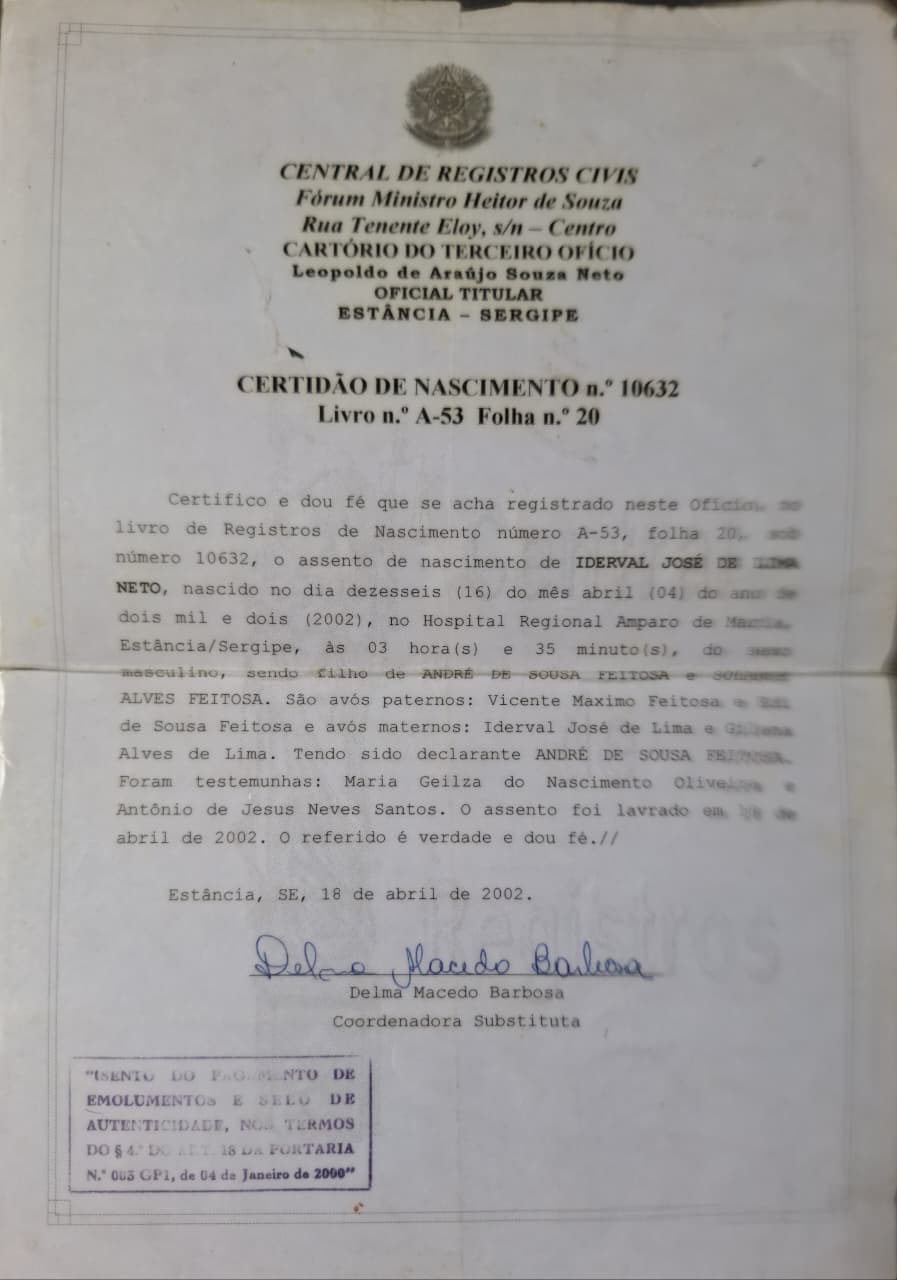 CENTRAL DE REGISTROS CIVIS
Fórum Ministro Heitor de Souza
Rua Tenente Eloy, s/n – Centro
CARTÓRIO DO TERCEIRO OFÍCIO
Leopoldo de Araújo Souza Neto
OFICIAL TITULAR
ESTÂNCIA – SERGIPE
CERTIDÃO DE NASCIMENTO n.º 10632
Livro n.º A-53 Folha n.º 20
Certifico e dou fé que se acha registrado neste Ofício,
livro de Registros de Nascimento número A-53, folha 20, sob
número 10632, o assento de nascimento de IDERVAL JOSÉ DE LIMA
NETO, nascido no dia dezesseis (16) do mês abril (04) do ano de
dois mil e dois (2002), no Hospital Regional Amparo de Maria,
Estância/Sergipe, às 03 hora(s) e 35 minuto(s), do sexo
masculino, sendo filho de ANDRÉ DE SOUSA FEITOSA e
ALVES FEITOSA. São avós paternos: Vicente Maximo Feitosa e
de Sousa Feitosa e avós maternos: Iderval José de Lima e
Alves de Lima. Tendo sido declarante ANDRÉ DE SOUSA FEITOSA.
Foram testemunhas: Maria Geilza do Nascimento Oliveira e
Antônio de Jesus Neves Santos. O assento foi lavrado em de
abril de 2002. O referido é verdade e dou fé.//
Estância, SE, 18 de abril de 2002.
Delma Macedo Barbosa
Delma Macedo Barbosa
Coordenadora Substituta
"ISENTO DO PAGAMENTO DE
EMOLUMENTOS E SELO DE
AUTENTICIDADE, NOS TERMOS
DO § 4.º DO ART. 18 DA PORTARIA
N.º 003 GP1, de 04 de Janeiro de 2000"
Registros